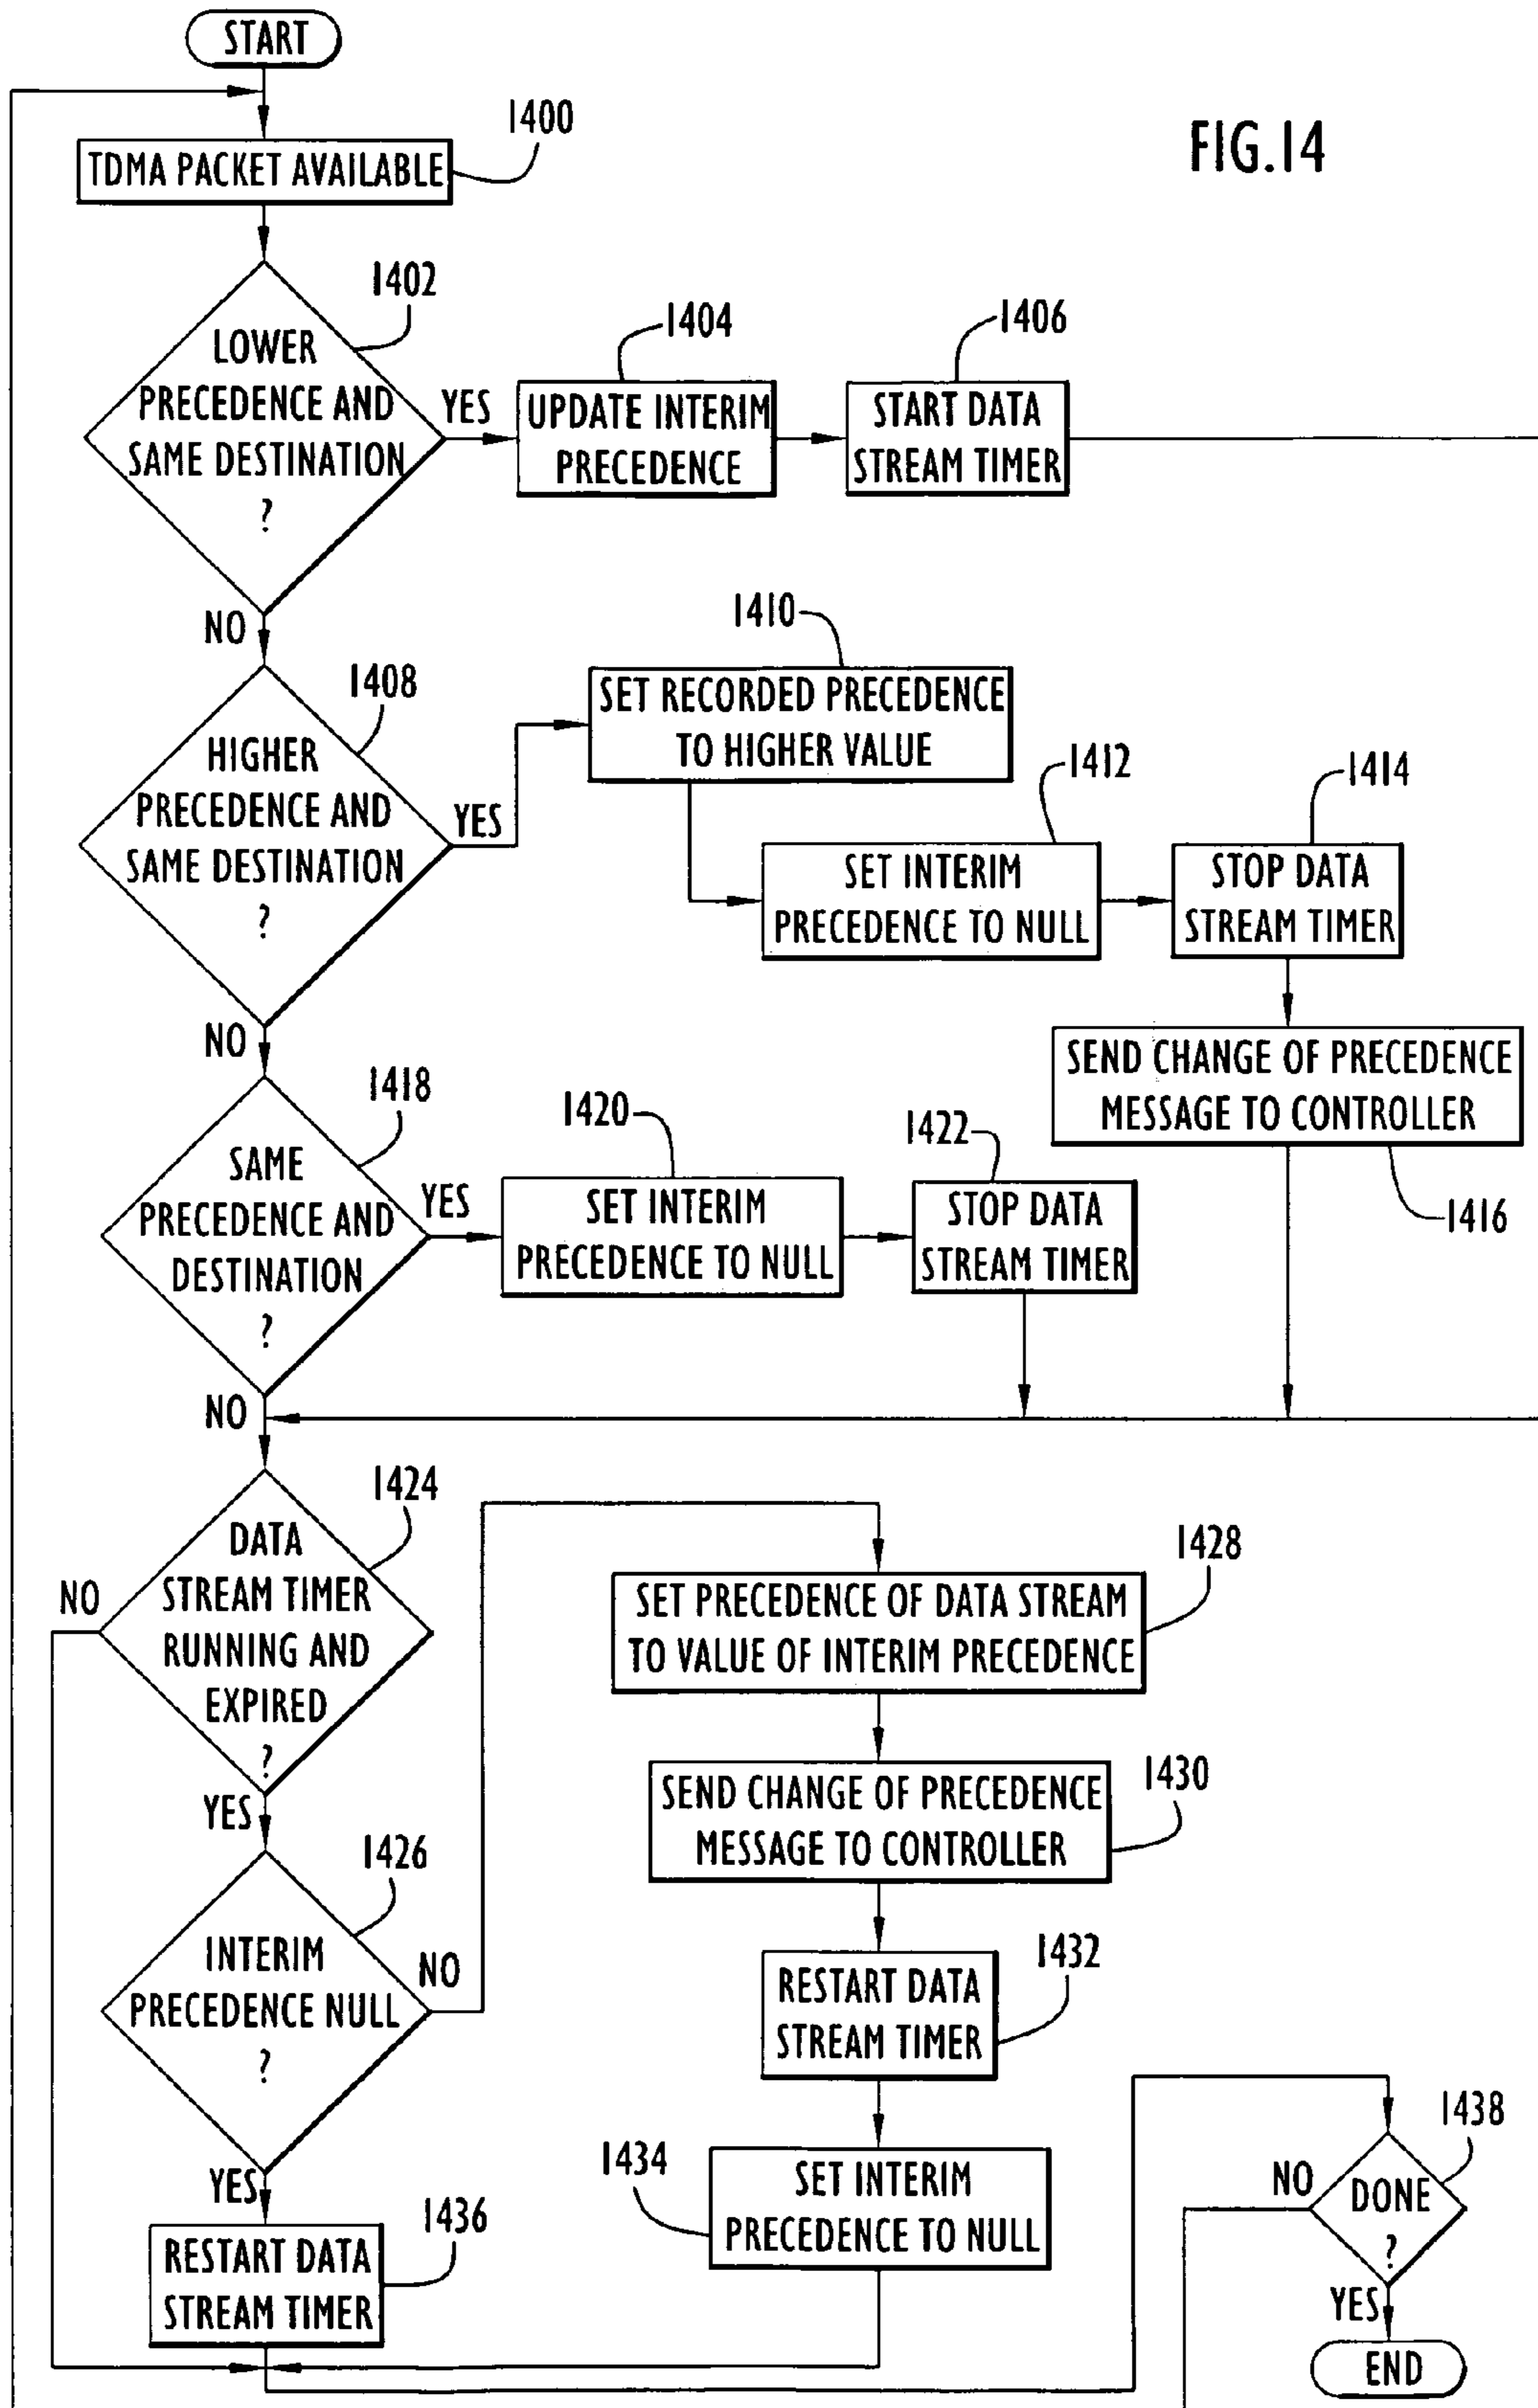 START
FIG.14
1400
TDMA PACKET AVAILABLE
1402
LOWER
PRECEDENCE AND
SAME DESTINATION
?
YES
1404
UPDATE INTERIM
PRECEDENCE
1406
START DATA
STREAM TIMER
NO
1408
HIGHER
PRECEDENCE AND
SAME DESTINATION
?
YES
1410
SET RECORDED PRECEDENCE
TO HIGHER VALUE
1412
SET INTERIM
PRECEDENCE TO NULL
1414
STOP DATA
STREAM TIMER
SEND CHANGE OF PRECEDENCE
MESSAGE TO CONTROLLER
1416
NO
1418
SAME
PRECEDENCE AND
DESTINATION
?
YES
1420
SET INTERIM
PRECEDENCE TO NULL
1422
STOP DATA
STREAM TIMER
NO
1424
DATA
STREAM TIMER
RUNNING AND
EXPIRED
?
NO
YES
1426
INTERIM
PRECEDENCE NULL
?
NO
1428
SET PRECEDENCE OF DATA STREAM
TO VALUE OF INTERIM PRECEDENCE
1430
SEND CHANGE OF PRECEDENCE
MESSAGE TO CONTROLLER
1432
RESTART DATA
STREAM TIMER
1434
SET INTERIM
PRECEDENCE TO NULL
YES
1436
RESTART DATA
STREAM TIMER
1438
DONE
?
NO
YES
END